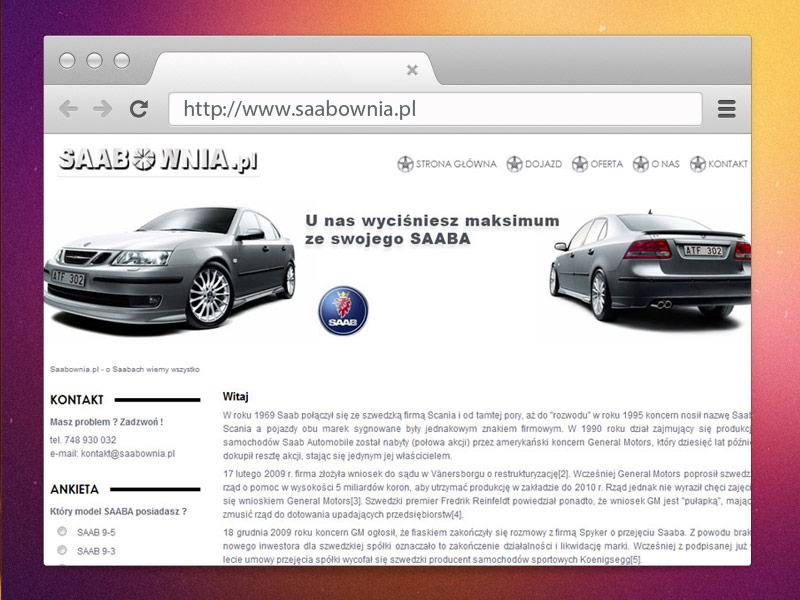 http://www.saabownia.pl
SAABOWNIA.pl
STRONA GŁÓWNA DOJAZD OFERTA O NAS KONTAKT
U nas wyciśniesz maksimum
ze swojego SAABA
ATF 302
ATF 302
SAAB
Saabownia.pl - o Saabach wiemy wszystko
KONTAKT
Masz problem ? Zadzwoń !
tel. 748 930 032
e-mail: kontakt@saabownia.pl
ANKIETA
Który model SAABA posiadasz ?
SAAB 9-5
SAAB 9-3
Witaj
W roku 1969 Saab połączył się ze szwedzką firmą Scania i od tamtej pory, aż do "rozwodu" w roku 1995 koncern nosił nazwę Saab
Scania a pojazdy obu marek sygnowane były jednakowym znakiem firmowym. W 1990 roku dział zajmujący się produkcj
samochodów Saab Automobile został nabyty (połowa akcji) przez amerykański koncern General Motors, który dziesięć lat późnie
dokupił resztę akcji, stając się jedynym jej właścicielem.
17 lutego 2009 r. firma złożyła wniosek do sądu w Vänersborgu o restrukturyzację[2]. Wcześniej General Motors poprosił szwedz
rząd o pomoc w wysokości 5 miliardów koron, aby utrzymać produkcję w zakładzie do 2010 r. Rząd jednak nie wyraził chęci zajęci
się wnioskiem General Motors[3]. Szwedzki premier Fredrik Reinfeldt powiedział ponadto, że wniosek GM jest "pułapką", mając
zmusić rząd do dotowania upadających przedsiębiorstw[4].
18 grudnia 2009 roku koncern GM ogłosił, że fiaskiem zakończyły się rozmowy z firmą Spyker o przejęciu Saaba. Z powodu brak
nowego inwestora dla szwedzkiej spółki oznaczało to zakończenie działalności i likwidację marki. Wcześniej z podpisanej już
lecie umowy przejęcia spółki wycofał się szwedzki producent samochodów sportowych Koenigsegg[5].